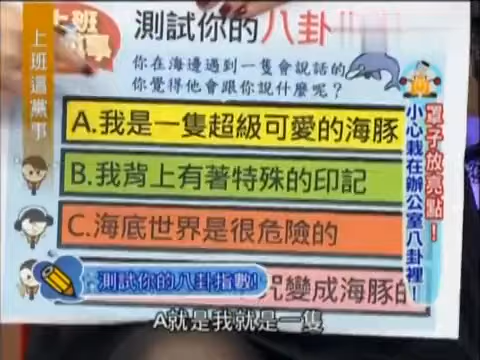 上班這黨事
上班
事
測試你的八卦
你在海邊遇到一隻會說話的
你覺得他會跟你說什麼呢？
A.我是一隻超級可愛的海豚
B.我背上有著特殊的印記
C.海底世界是很危險的
咒變成海豚的
測試你的八卦指數!
罩子放亮點！
小心栽在辦公室八卦裡！
A就是我就是一隻